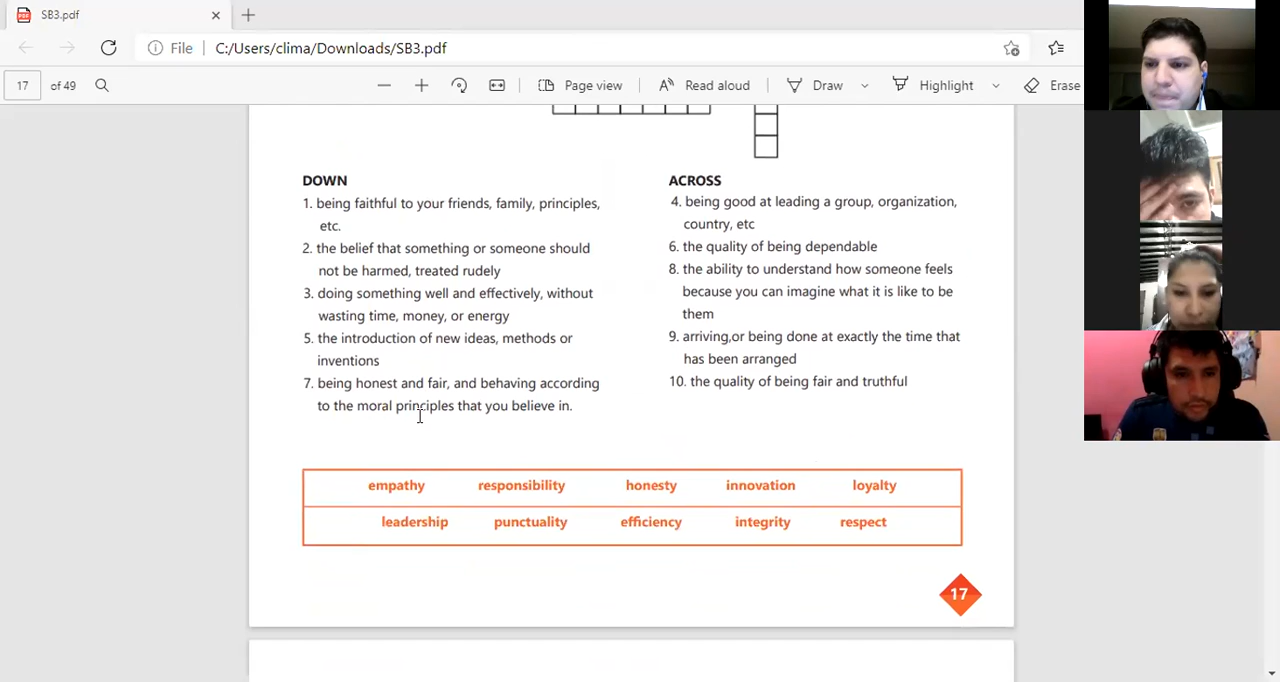 SB3.pdf
File C:/Users/clima/Downloads/SB3.pdf
17 of 49 Page view Read aloud Draw Highlight Erase
DOWN
1. being faithful to your friends, family, principles,
etc.
2. the belief that something or someone should
not be harmed, treated rudely
3. doing something well and effectively, without
wasting time, money, or energy
5. the introduction of new ideas, methods or
inventions
7. being honest and fair, and behaving according
to the moral principles that you believe in.
ACROSS
4. being good at leading a group, organization,
country, etc
6. the quality of being dependable
8. the ability to understand how someone feels
because you can imagine what it is like to be
them
9. arriving,or being done at exactly the time that
has been arranged
10. the quality of being fair and truthful
empathy responsibility honesty innovation loyalty
leadership punctuality efficiency integrity respect
17